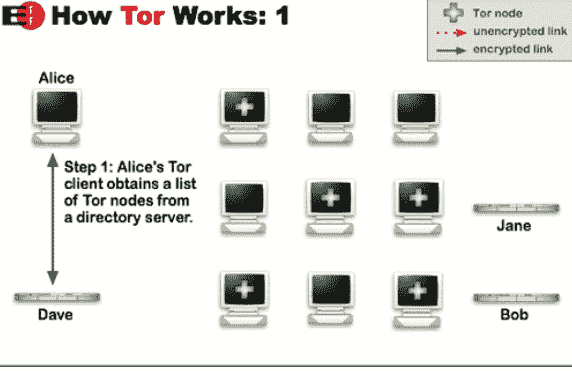 E
How Tor Works: 1
Tor node
unencrypted link
encrypted link
Alice
Step 1: Alice's Tor
client obtains a list
of Tor nodes from
a directory server.
Jane
Dave
Bob